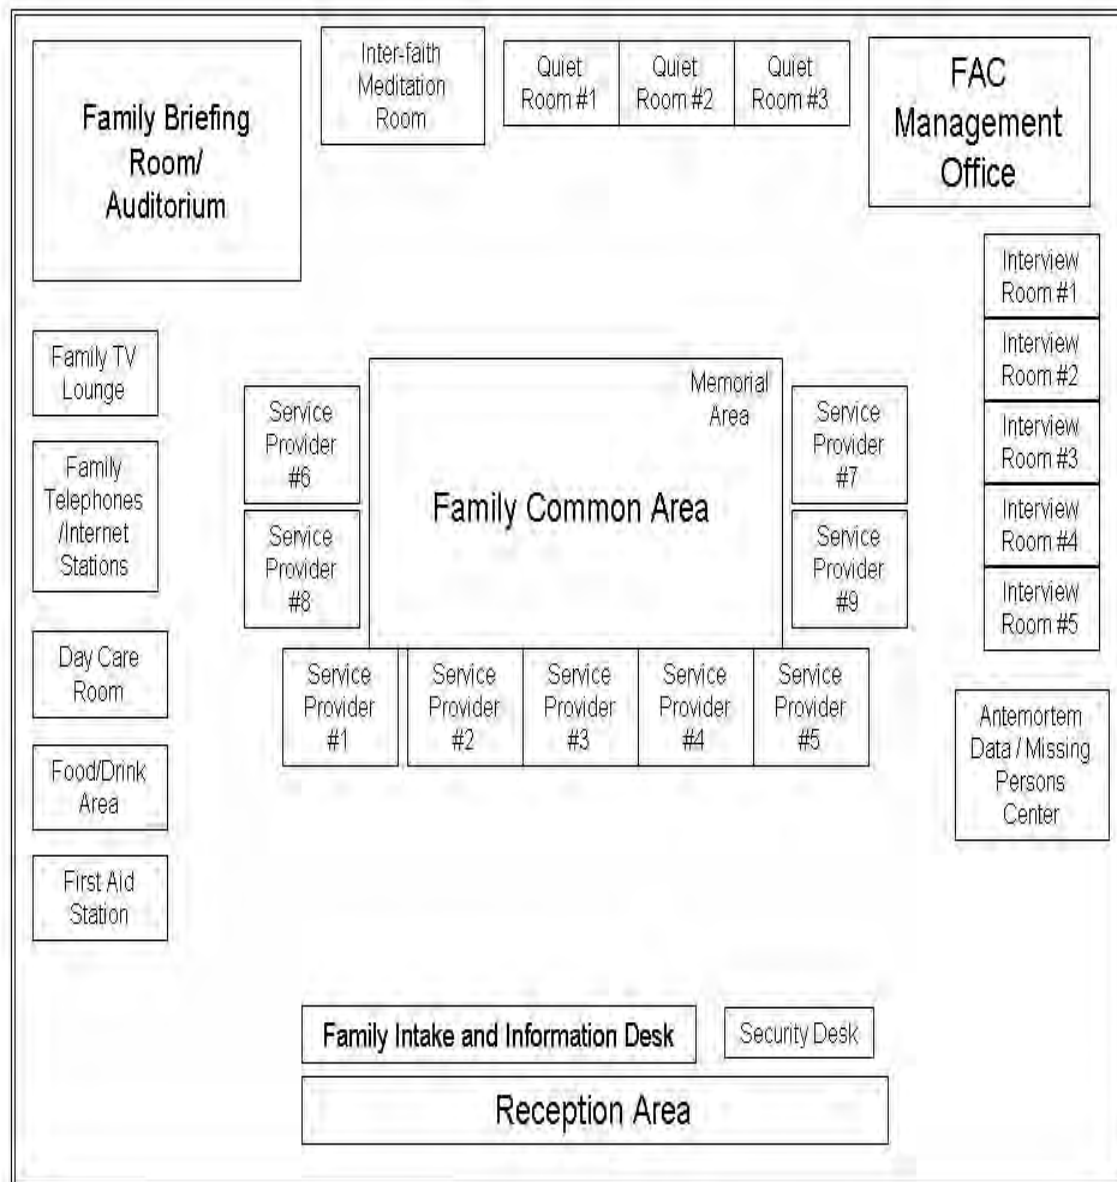 Family Briefing
Room/
Auditorium
Inter-faith
Meditation
Room
Quiet
Room #1
Quiet
Room #2
Quiet
Room #3
FAC
Management
Office
Interview
Room #1
Interview
Room #2
Interview
Room #3
Interview
Room #4
Interview
Room #5
Family TV
Lounge
Family
Telephones
/Internet
Stations
Day Care
Room
Food/Drink
Area
First Aid
Station
Service
Provider
#6
Service
Provider
#8
Memorial
Area
Family Common Area
Service
Provider
#7
Service
Provider
#9
Service
Provider
#1
Service
Provider
#2
Service
Provider
#3
Service
Provider
#4
Service
Provider
#5
Antemortem
Data / Missing
Persons
Center
Family Intake and Information Desk
Security Desk
Reception Area